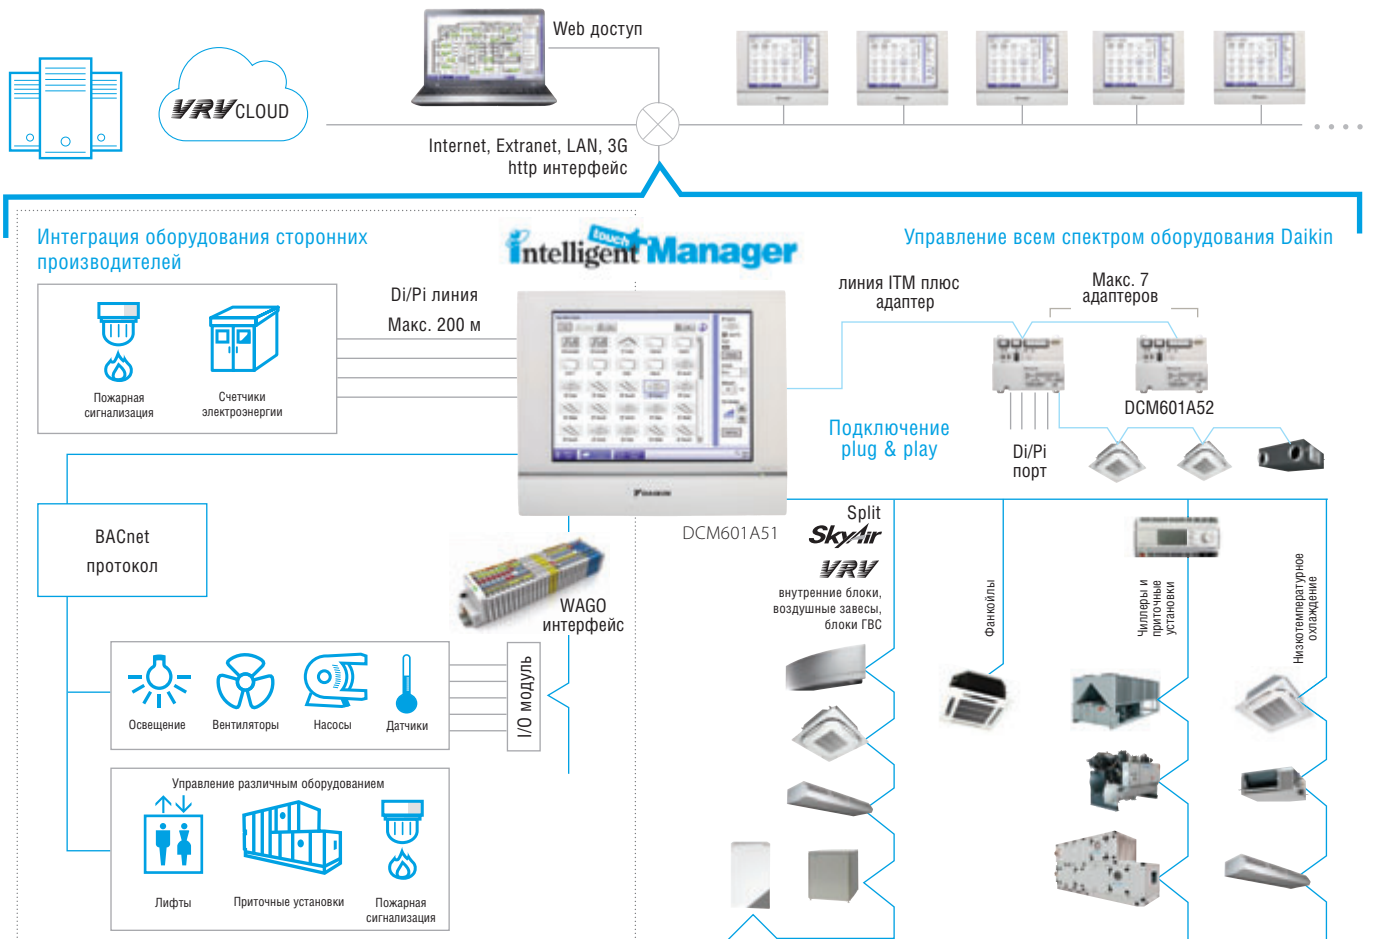 Web доступ
VRV CLOUD
Internet, Extranet, LAN, 3G
http интерфейс
Интеграция оборудования сторонних
производителей
intelligent touch Manager
Управление всем спектром оборудования Daikin
Di/Pi линия
Макс. 200 м
Пожарная
сигнализация
Счетчики
электроэнергии
линия ITM плюс
адаптер
Макс. 7
адаптеров
DCM601A52
Подключение
plug & play
Di/Pi
порт
DAIKIN
DCM601A51
BACnet
протокол
WAGO
интерфейс
I/O модуль
Освещение
Вентиляторы
Насосы
Датчики
Управление различным оборудованием
Лифты
Приточные установки
Пожарная
сигнализация
Split
SkyAir
VRV
внутренние блоки,
воздушные завесы,
блоки ГВС
Фанкойлы
Чиллеры и
приточные
установки
Низкотемпературное
охлаждение